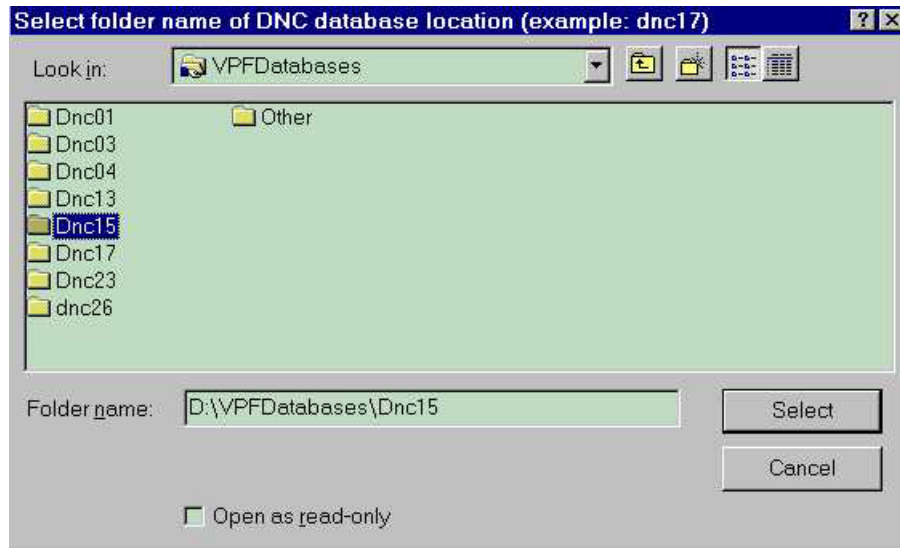 Select folder name of DNC database location (example: dnc17)
Look in: VPFDatabases
Dnc01 Other
Dnc03
Dnc04
Dnc13
Dnc15
Dnc17
Dnc23
dnc26
Folder name: D:\VPFDatabases\Dnc15 Select
Cancel
Open as read-only